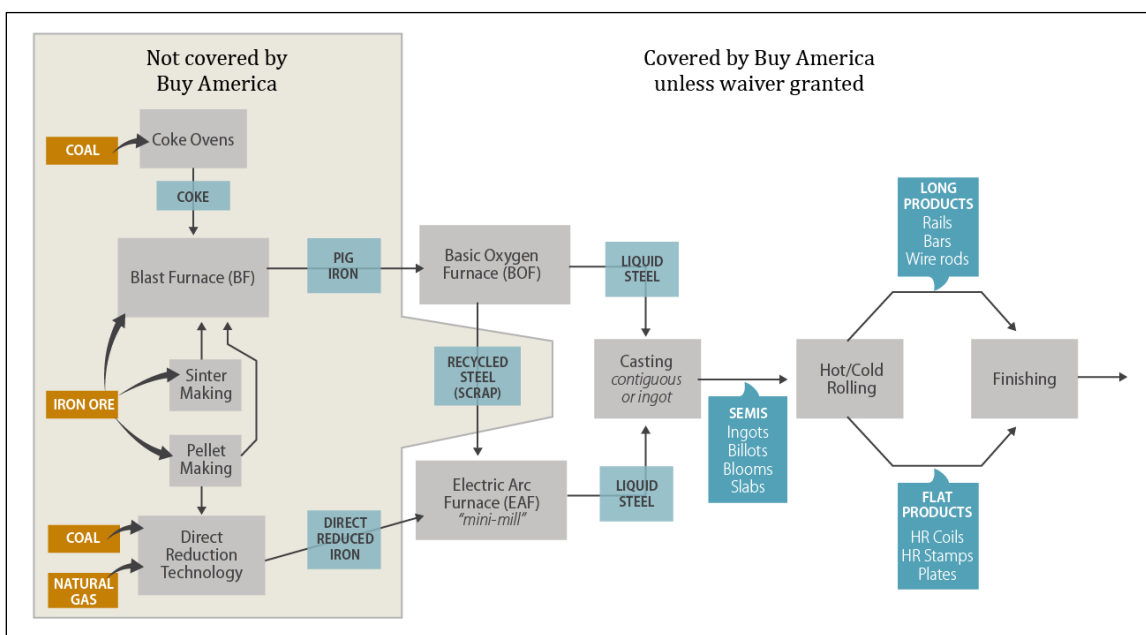 Not covered by
Buy America
Covered by Buy America
unless waiver granted
COAL
Coke Ovens
COKE
Blast Furnace (BF)
PIG
IRON
Basic Oxygen
Furnace (BOF)
LIQUID
STEEL
LONG
PRODUCTS
Rails
Bars
Wire rods
IRON ORE
Sinter
Making
Pellet
Making
RECYCLED
STEEL
(SCRAP)
Casting
contiguous
or ingot
SEMIS
Ingots
Billots
Blooms
Slabs
Hot/Cold
Rolling
Finishing
COAL
NATURAL
GAS
Direct
Reduction
Technology
DIRECT
REDUCED
IRON
Electric Arc
Furnace (EAF)
"mini-mill"
LIQUID
STEEL
FLAT
PRODUCTS
HR Coils
HR Stamps
Plates